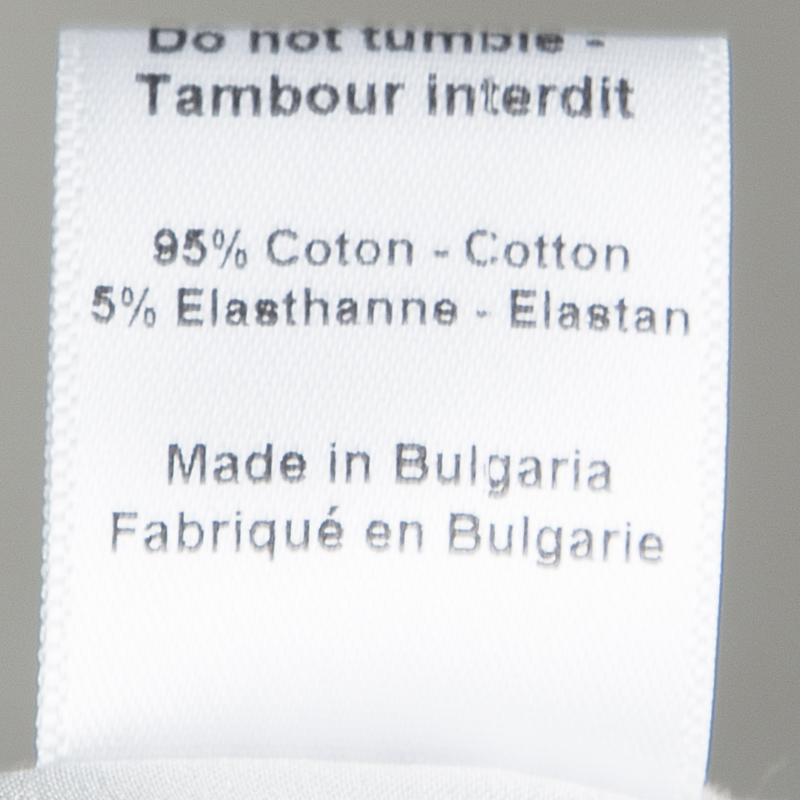 Do not tumble -
Tambour interdit
95% Coton - Cotton
5% Elasthanne - Elastan
Made in Bulgaria
Fabriqué en Bulgarie